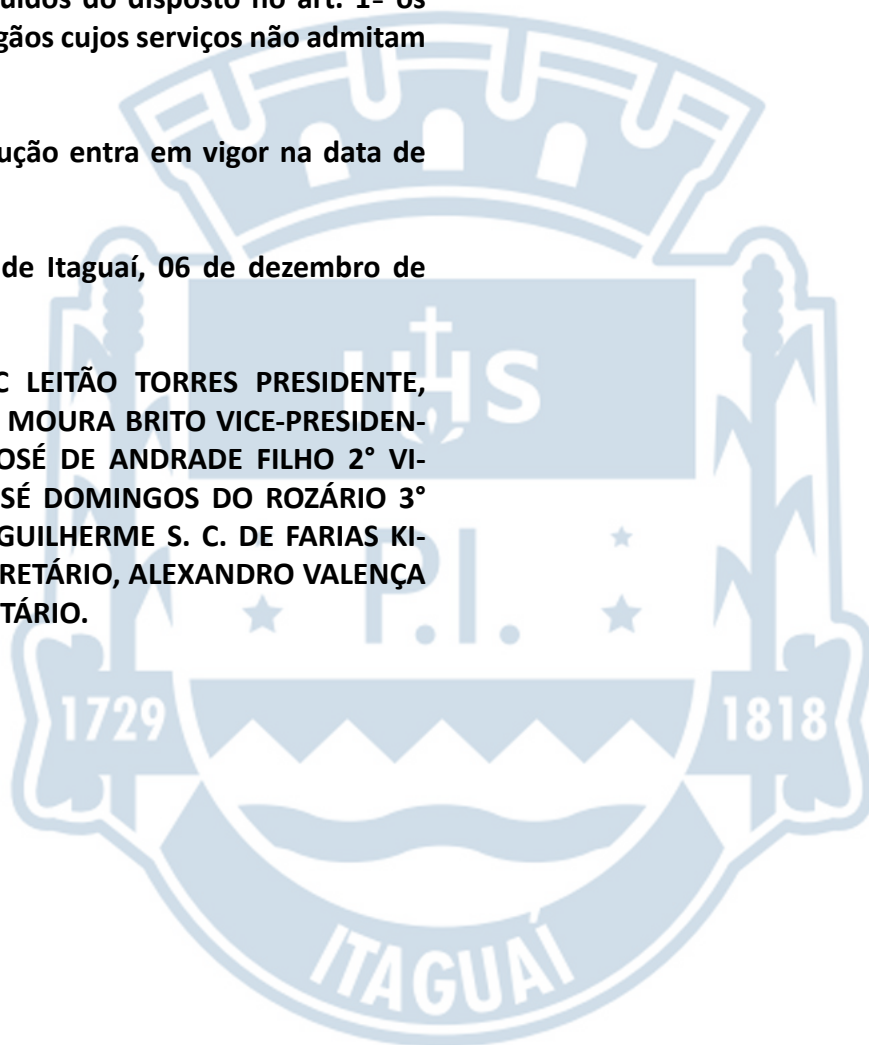 uídos do disposto no art. 1º os
gãos cujos serviços não admitam
ução entra em vigor na data de
de Itaguaí, 06 de dezembro de
C LEITÃO TORRES PRESIDENTE,
MOURA BRITO VICE-PRESIDEN-
OSÉ DE ANDRADE FILHO 2° VI-
SÉ DOMINGOS DO ROZÁRIO 3°
GUILHERME S. C. DE FARIAS KI-
RETÁRIO, ALEXANDRO VALENÇA
TÁRIO.
IHS
P.I.
1729
1818
ITAGUAÍ